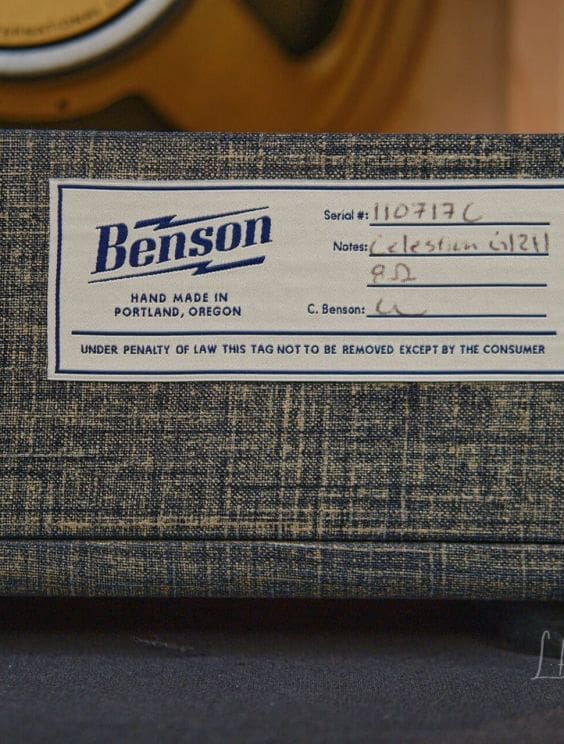 Benson
HAND MADE IN
PORTLAND, OREGON
Serial #: 110717C
Notes: Celestion G12H
8Ω
C. Benson:
UNDER PENALTY OF LAW THIS TAG NOT TO BE REMOVED EXCEPT BY THE CONSUMER